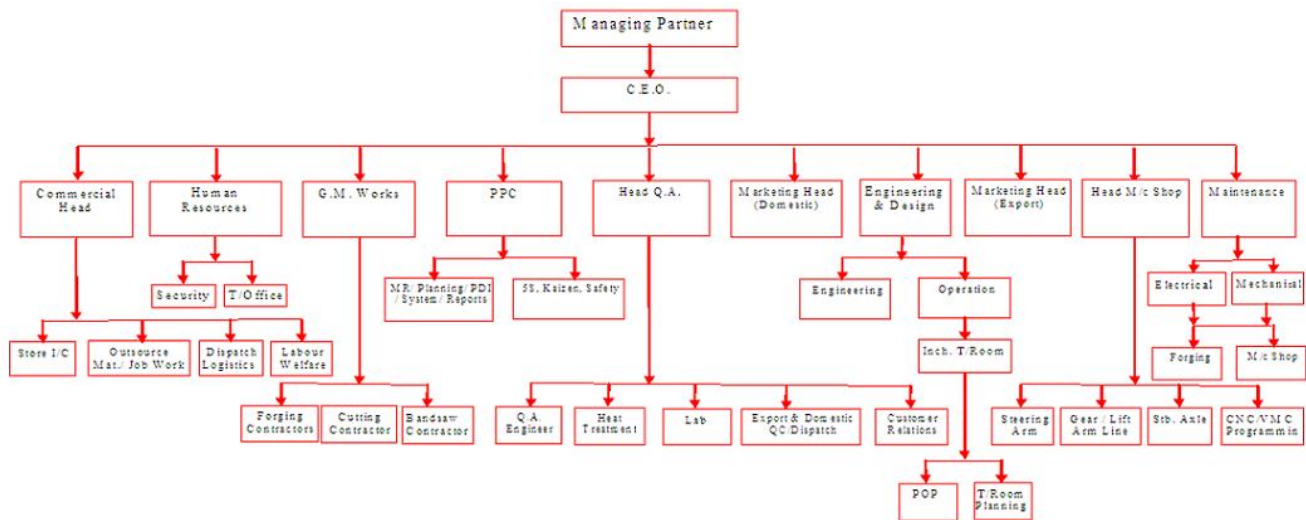 Managing Partner
C.E.O.
Commercial
Head
Human
Resources
G.M. Works
PPC
Head Q.A.
Marketing Head
(Domestic)
Engineering
& Design
Marketing Head
(Export)
Head M/c Shop
Maintenance
Security
T/Office
MR/ Planning/ PDI
/ System / Reports
5S, Kaizen, Safety
Engineering
Operation
Electrical
Mechanical
Store I/C
Outsource
Mat./ Job Work
Dispatch
Logistics
Labour
Welfare
Inch. T/Room
Forging
M/c Shop
Forging
Contractors
Cutting
Contractor
Bandsaw
Contractor
Q.A.
Engineer
Heat
Treatment
Lab
Export & Domestic
QC/Dispatch
Customer
Relations
Steering
Arm
Gear / Lift
Arm Line
Stb. Axle
CNC/VMC
Programmin
POP
T/Room
Planning